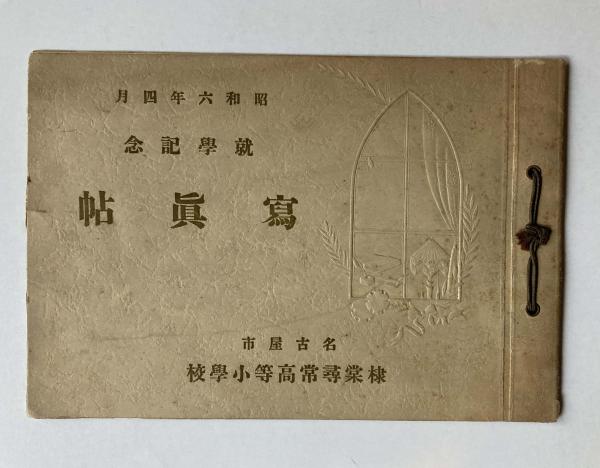 昭和六年四月
就學記念
寫眞帖
名古屋市
棣棠尋常高等小學校